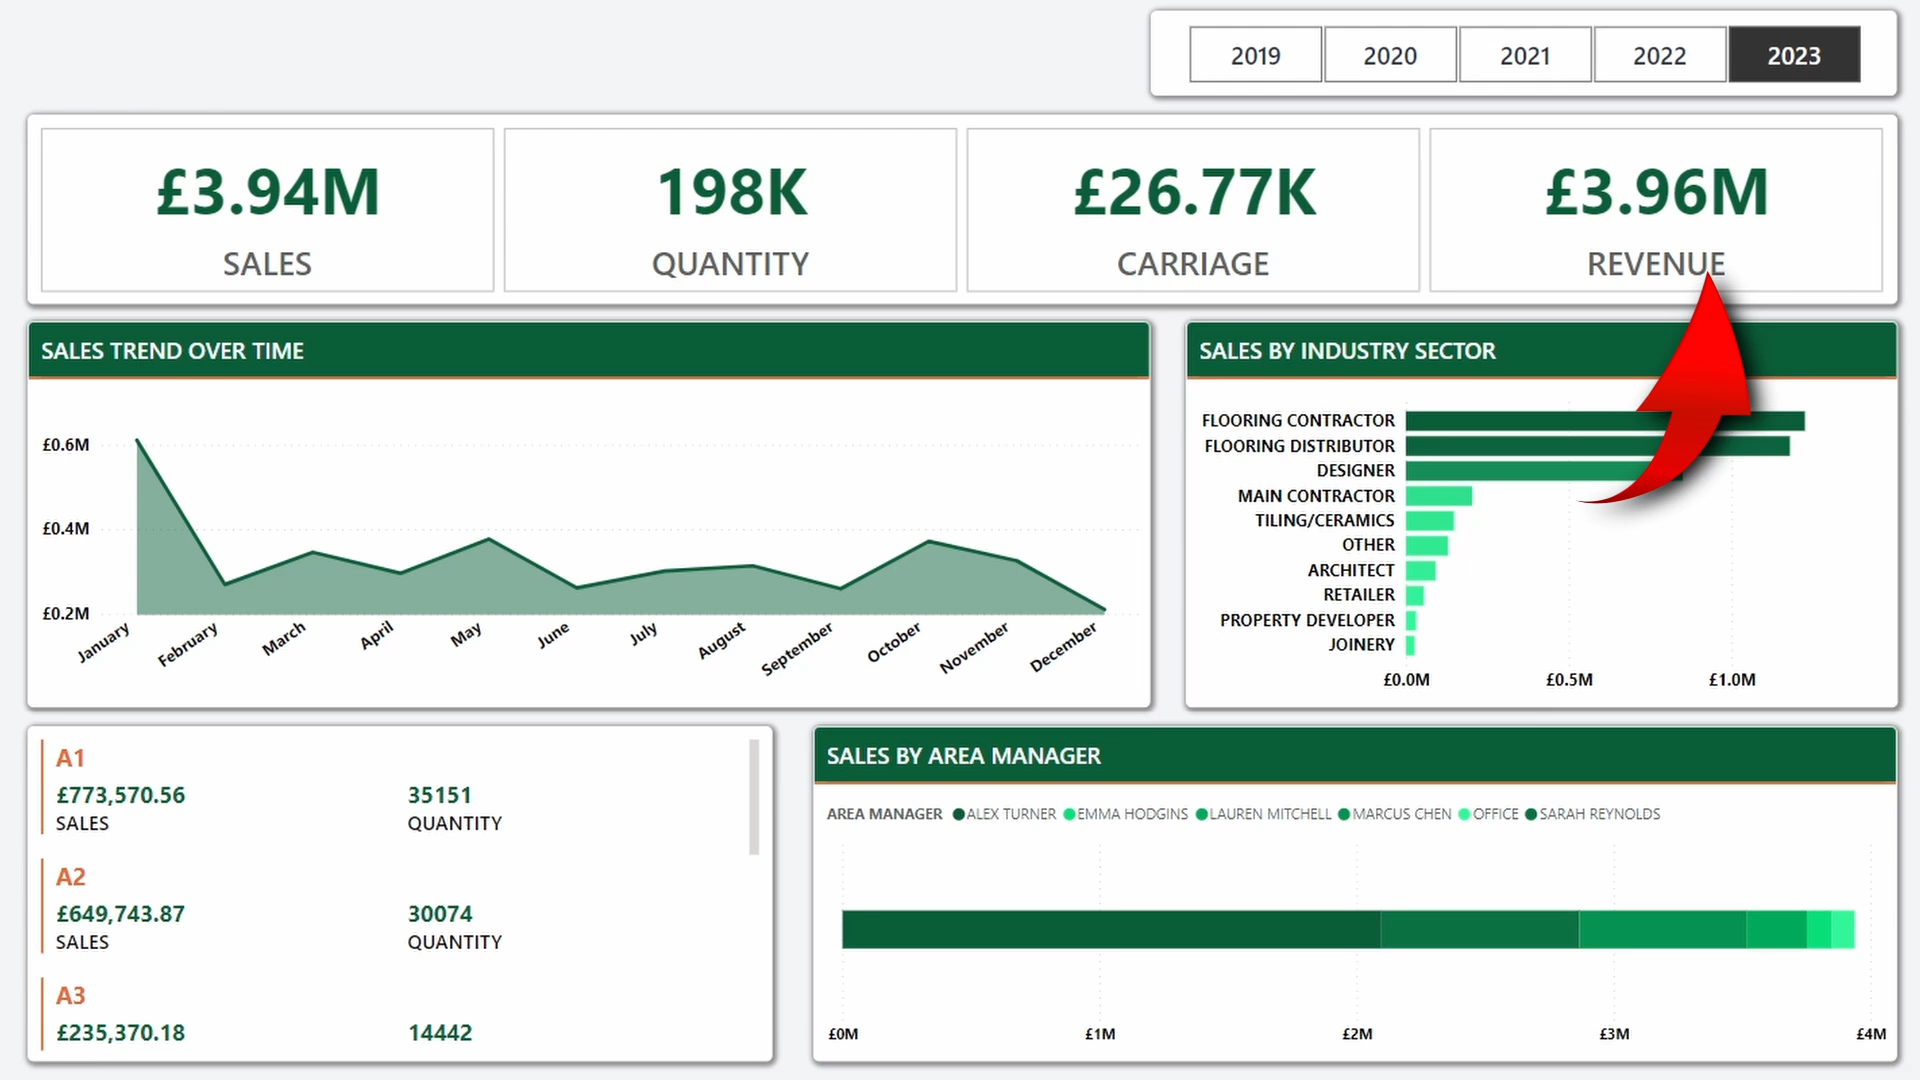 2019 2020 2021 2022 2023
£3.94M 198K £26.77K £3.96M
SALES QUANTITY CARRIAGE REVENUE
SALES TREND OVER TIME
£0.6M
£0.4M
£0.2M
January February March April May June July August September October November December
SALES BY INDUSTRY SECTOR
FLOORING CONTRACTOR
FLOORING DISTRIBUTOR
DESIGNER
MAIN CONTRACTOR
TILING/CERAMICS
OTHER
ARCHITECT
RETAILER
PROPERTY DEVELOPER
JOINERY
£0.0M £0.5M £1.0M
A1
£773,570.56 35151
SALES QUANTITY
A2
£649,743.87 30074
SALES QUANTITY
A3
£235,370.18 14442
SALES BY AREA MANAGER
AREA MANAGER ALEX TURNER EMMA HODGINS LAUREN MITCHELL MARCUS CHEN OFFICE SARAH REYNOLDS
£0M £1M £2M £3M £4M